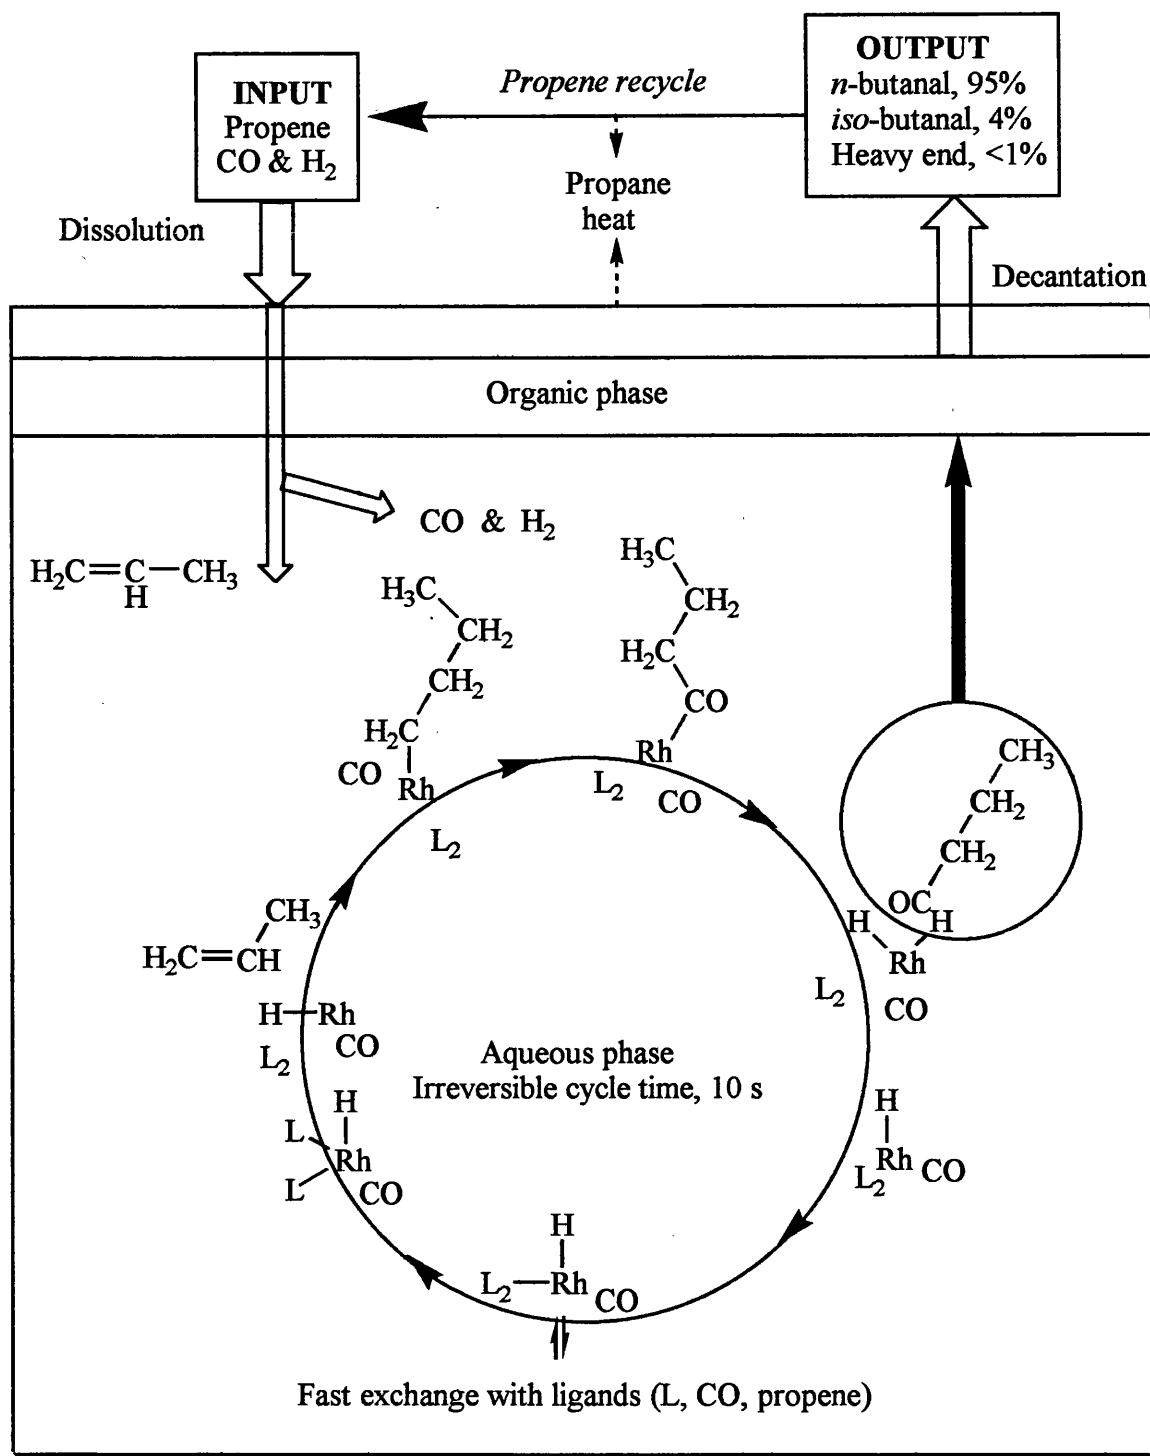 INPUT
Propene
CO & H₂
Propene recycle
OUTPUT
n-butanal, 95%
iso-butanal, 4%
Heavy end, <1%
Propane
heat
Dissolution
Decantation
Organic phase
CO & H₂
H₂C=C-CH₃
H
H₃C
CH₂
CH₂
H₂C
CO
Rh
L₂
H₃C
CH₂
H₂C
CO
Rh
L₂
CO
CH₃
CH₂
CH₂
OC
H
H
Rh
L₂
CO
CH₃
H₂C=CH
H-Rh
CO
L₂
Aqueous phase
Irreversible cycle time, 10 s
H
L
Rh
L
CO
H
Rh
L₂
CO
H
L₂-Rh
CO
Fast exchange with ligands (L, CO, propene)